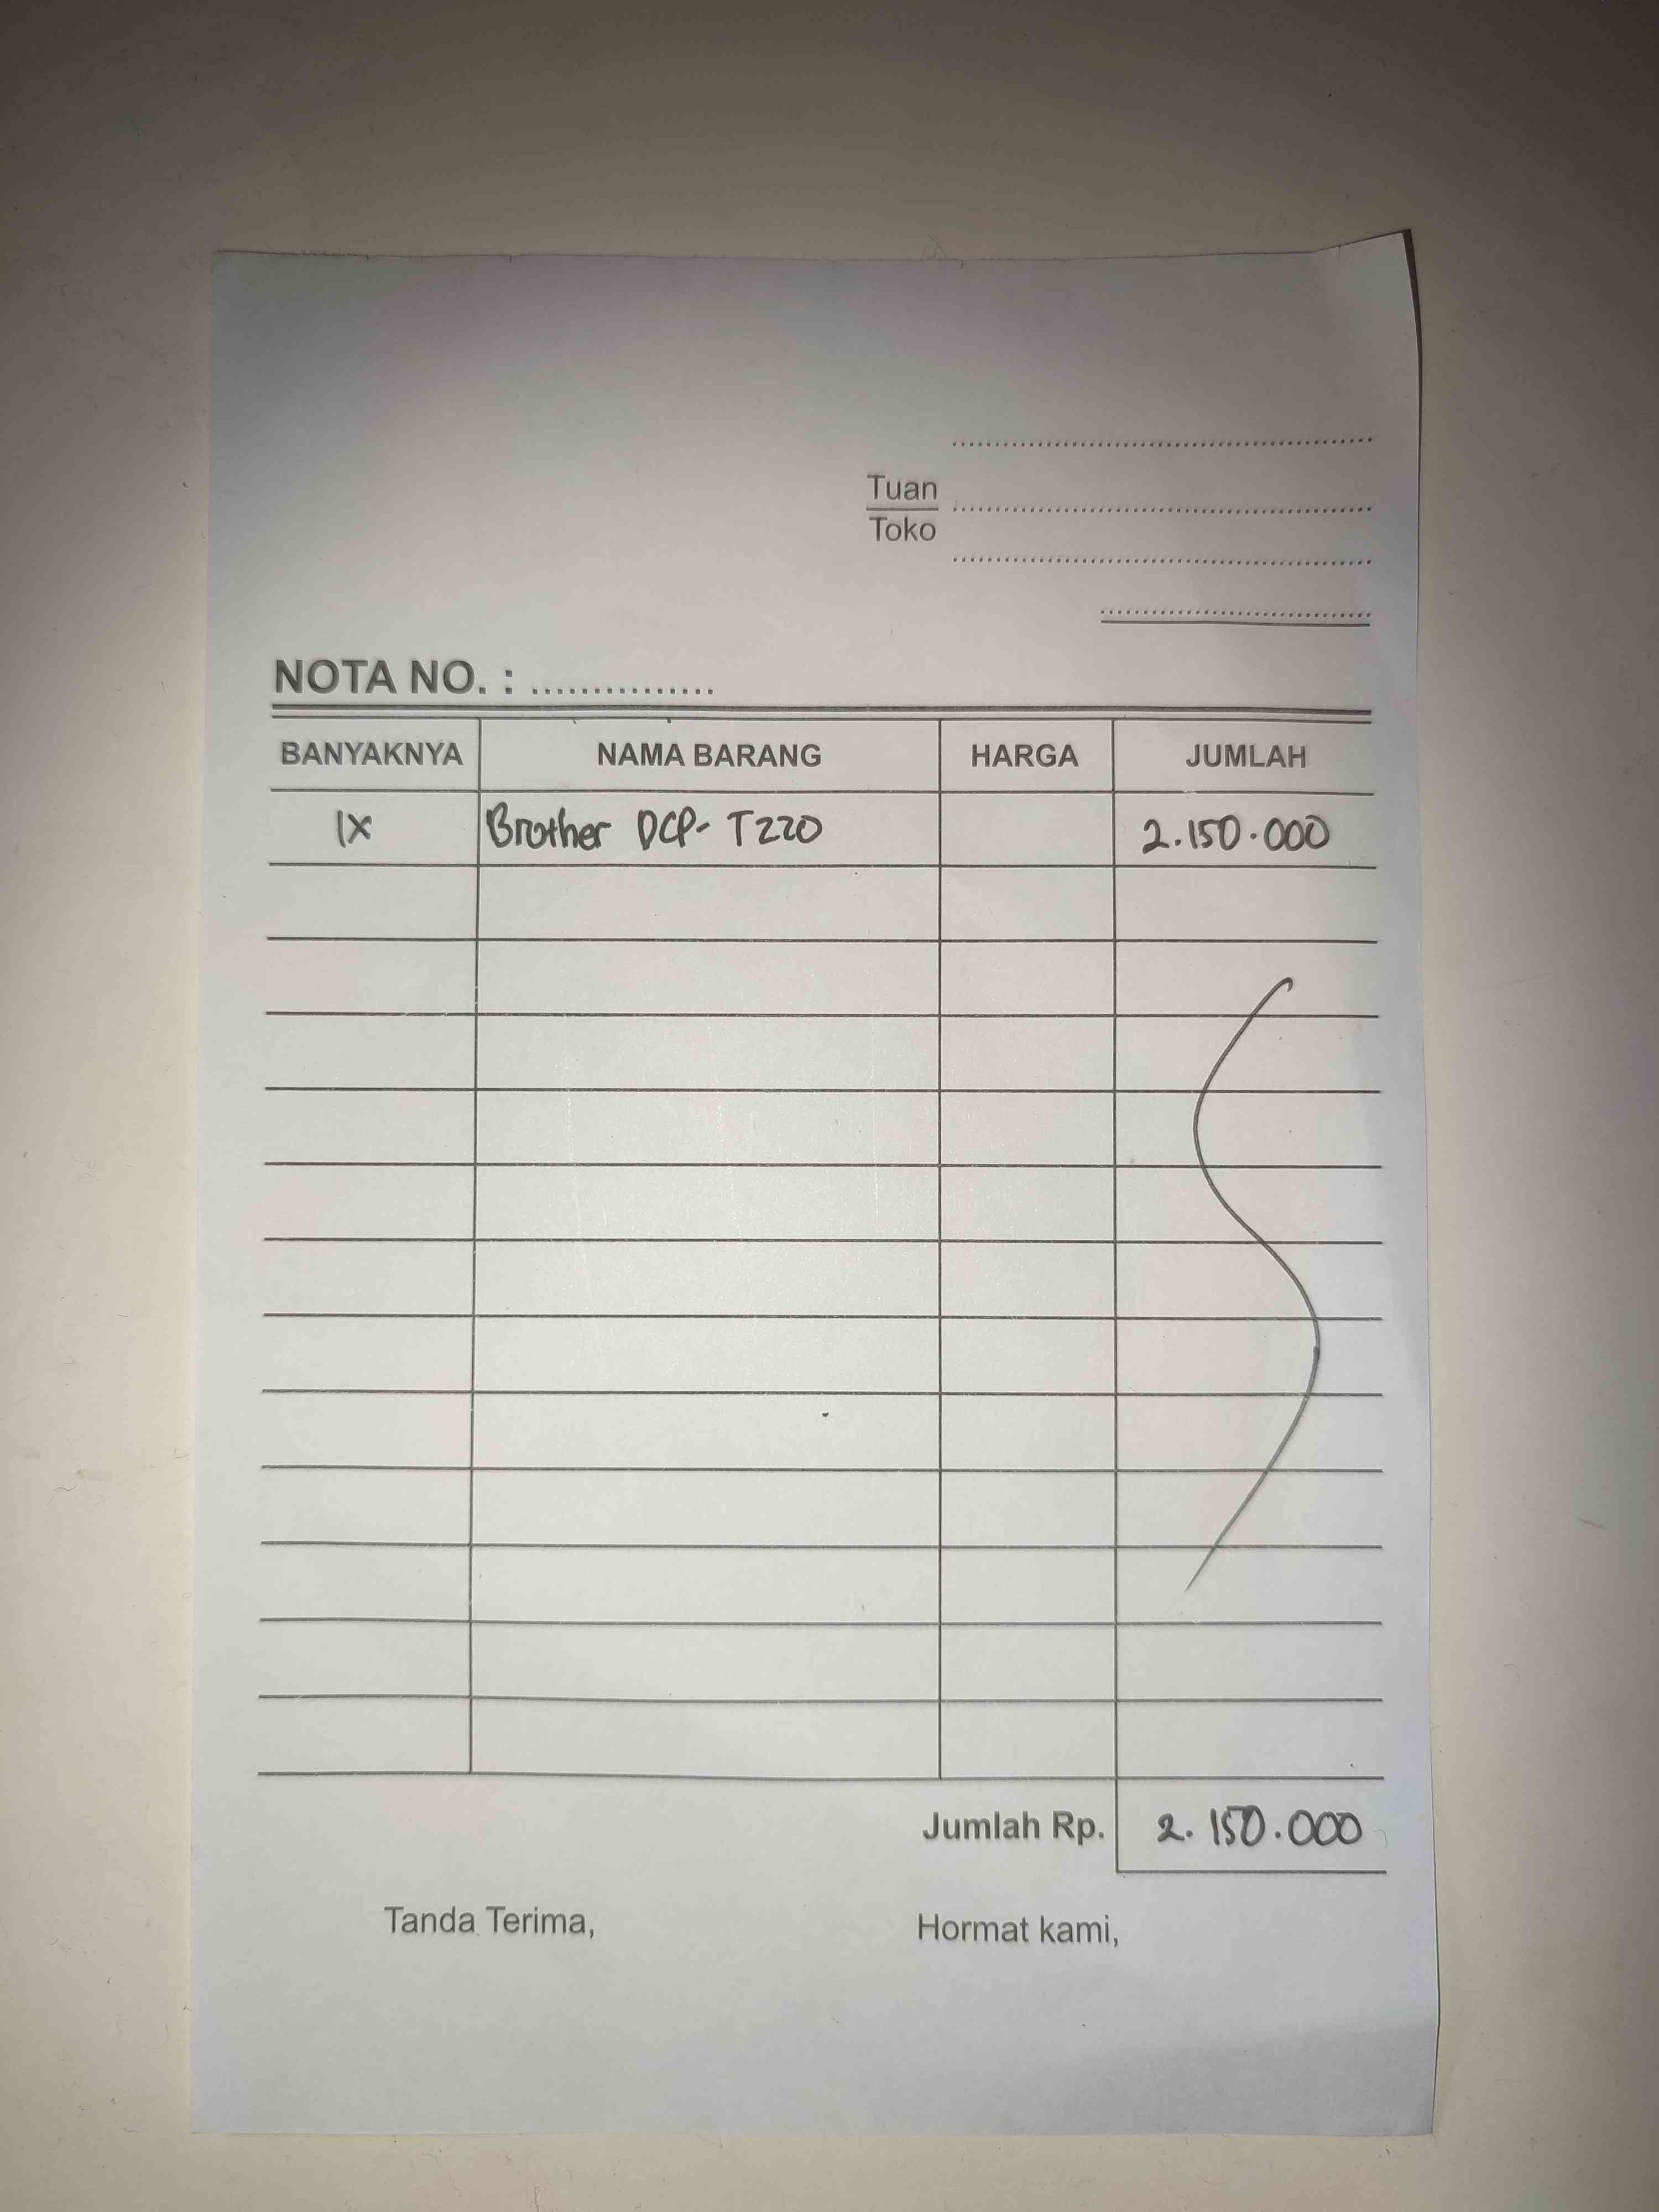 Tuan
Toko
NOTA NO. : ...............
BANYAKNYA NAMA BARANG HARGA JUMLAH
1X Brother DCP- T220 2.150.000
Jumlah Rp. 2.150.000
Tanda Terima, Hormat kami,